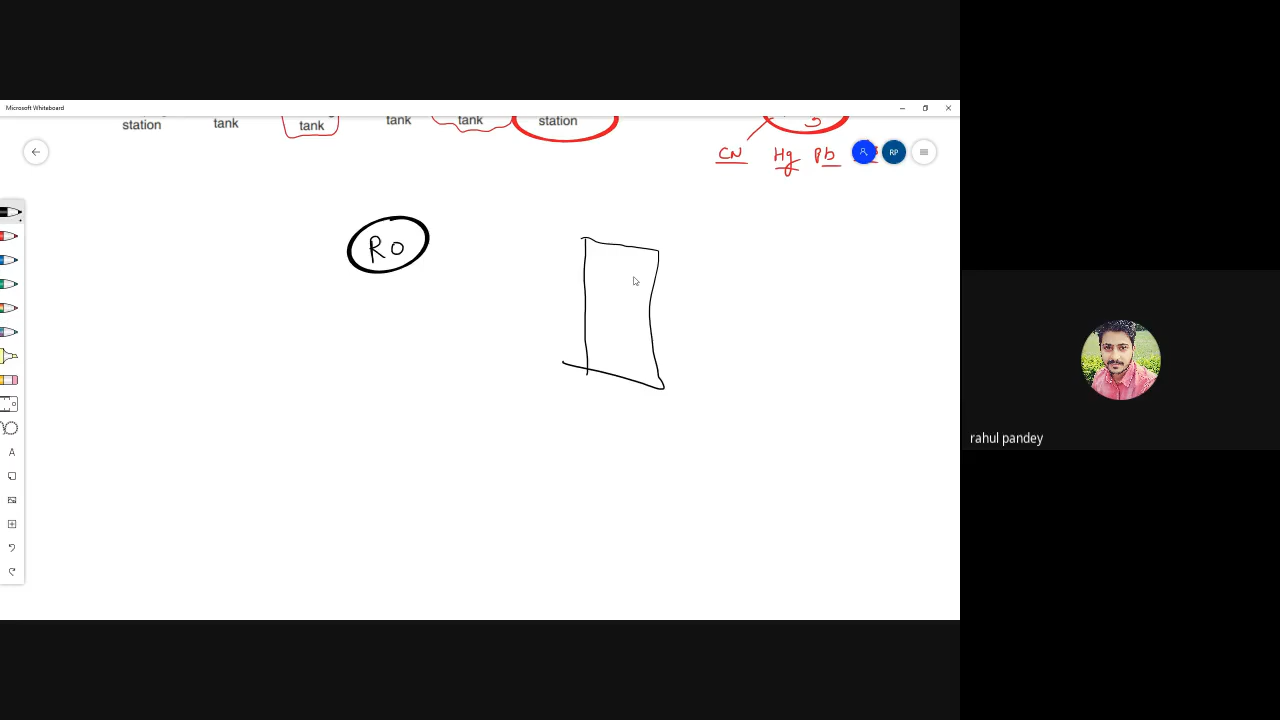 Microsoft Whiteboard
station
tank
tank
tank
tank
station
CN Hg Pb
RP
RO
A
rahul pandey